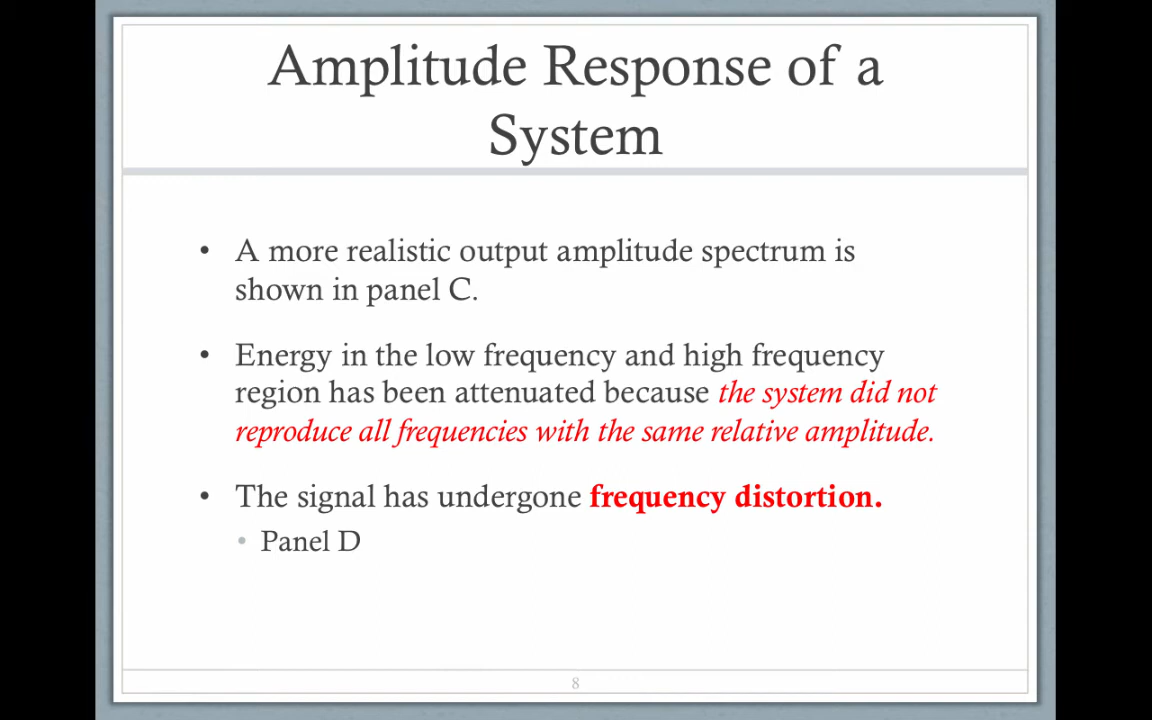 Amplitude Response of a
System
• A more realistic output amplitude spectrum is
shown in panel C.
• Energy in the low frequency and high frequency
region has been attenuated because the system did not
reproduce all frequencies with the same relative amplitude.
• The signal has undergone frequency distortion.
• Panel D
8